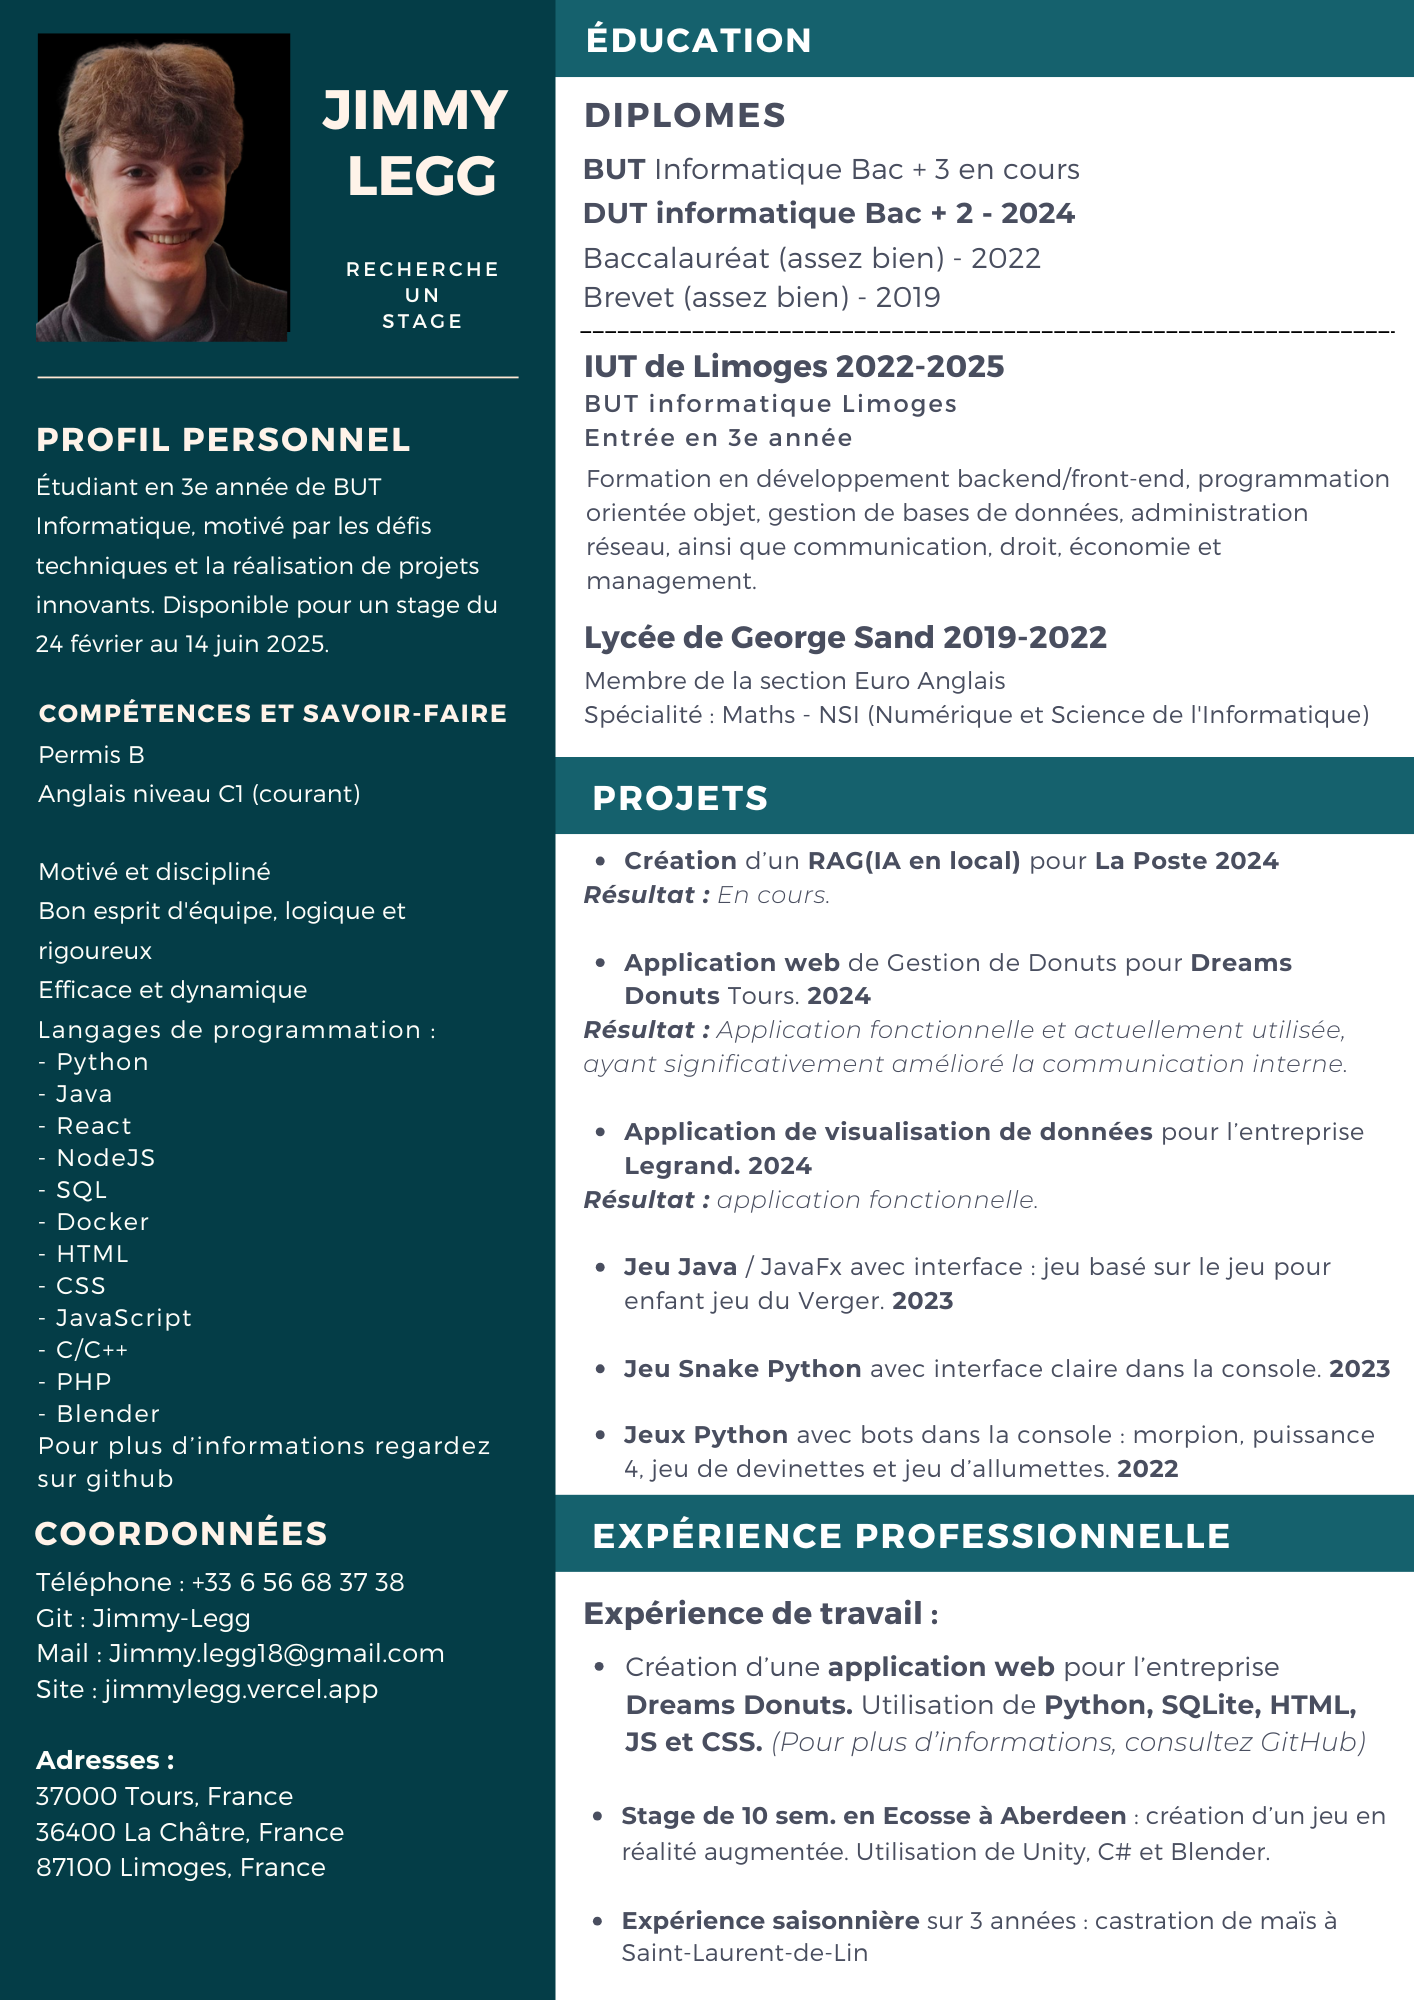 JIMMY
LEGG
RECHERCHE
UN
STAGE
PROFIL PERSONNEL
Étudiant en 3e année de BUT
Informatique, motivé par les défis
techniques et la réalisation de projets
innovants. Disponible pour un stage du
24 février au 14 juin 2025.
COMPÉTENCES ET SAVOIR-FAIRE
Permis B
Anglais niveau C1 (courant)
Motivé et discipliné
Bon esprit d'équipe, logique et
rigoureux
Efficace et dynamique
Langages de programmation :
- Python
- Java
- React
- NodeJS
- SQL
- Docker
- HTML
- CSS
- JavaScript
- C/C++
- PHP
- Blender
Pour plus d’informations regardez
sur github
COORDONNÉES
Téléphone : +33 6 56 68 37 38
Git : Jimmy-Legg
Mail : Jimmy.legg18@gmail.com
Site : jimmylegg.vercel.app
Adresses :
37000 Tours, France
36400 La Châtre, France
87100 Limoges, France
ÉDUCATION
DIPLOMES
BUT Informatique Bac + 3 en cours
DUT informatique Bac + 2 - 2024
Baccalauréat (assez bien) - 2022
Brevet (assez bien) - 2019
IUT de Limoges 2022-2025
BUT informatique Limoges
Entrée en 3e année
Formation en développement backend/front-end, programmation
orientée objet, gestion de bases de données, administration
réseau, ainsi que communication, droit, économie et
management.
Lycée de George Sand 2019-2022
Membre de la section Euro Anglais
Spécialité : Maths - NSI (Numérique et Science de l'Informatique)
PROJETS
• Création d’un RAG(IA en local) pour La Poste 2024
Résultat : En cours.
• Application web de Gestion de Donuts pour Dreams
Donuts Tours. 2024
Résultat : Application fonctionnelle et actuellement utilisée,
ayant significativement amélioré la communication interne.
• Application de visualisation de données pour l’entreprise
Legrand. 2024
Résultat : application fonctionnelle.
• Jeu Java / JavaFx avec interface : jeu basé sur le jeu pour
enfant jeu du Verger. 2023
• Jeu Snake Python avec interface claire dans la console. 2023
• Jeux Python avec bots dans la console : morpion, puissance
4, jeu de devinettes et jeu d’allumettes. 2022
EXPÉRIENCE PROFESSIONNELLE
Expérience de travail :
• Création d’une application web pour l’entreprise
Dreams Donuts. Utilisation de Python, SQLite, HTML,
JS et CSS. (Pour plus d’informations, consultez GitHub)
• Stage de 10 sem. en Ecosse à Aberdeen : création d’un jeu en
réalité augmentée. Utilisation de Unity, C# et Blender.
• Expérience saisonnière sur 3 années : castration de maïs à
Saint-Laurent-de-Lin